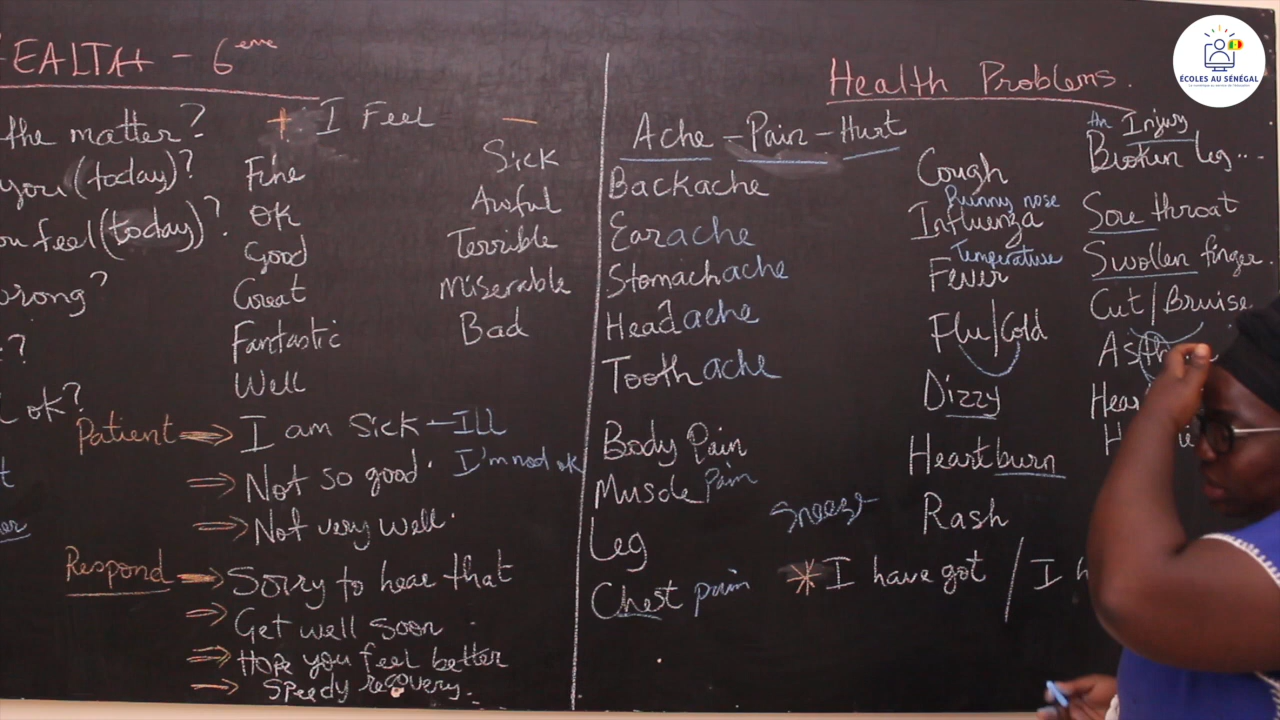 EALTH - 6eme
the matter?
you (today)?
ou feel (today)?
wrong?
?
ok?
+ I Feel -
Fine
OK
Good
Great
Fantastic
Well
Sick
Awful
Terrible
Miserable
Bad
Patient ⇒ I am Sick - Ill
⇒ Not so good. I'm not ok
⇒ Not very well.
Respond ⇒ Sorry to hear that
⇒ Get well soon
⇒ Hope you feel better
⇒ Speedy recovery.
Health Problems.
Ache - Pain - Hurt
Backache
Earache
Stomachache
Headache
Toothache
Body Pain
Muscle Pain
Leg
Chest pain
Cough
Runny nose
Influenza
Temperature
Fever
Flu/Cold
Dizzy
Heartburn
Sneeze
Rash
An Injury
Broken leg...
Sore throat
Swollen finger.
Cut/Bruise
* I have got / I h
ÉCOLES AU SÉNÉGAL